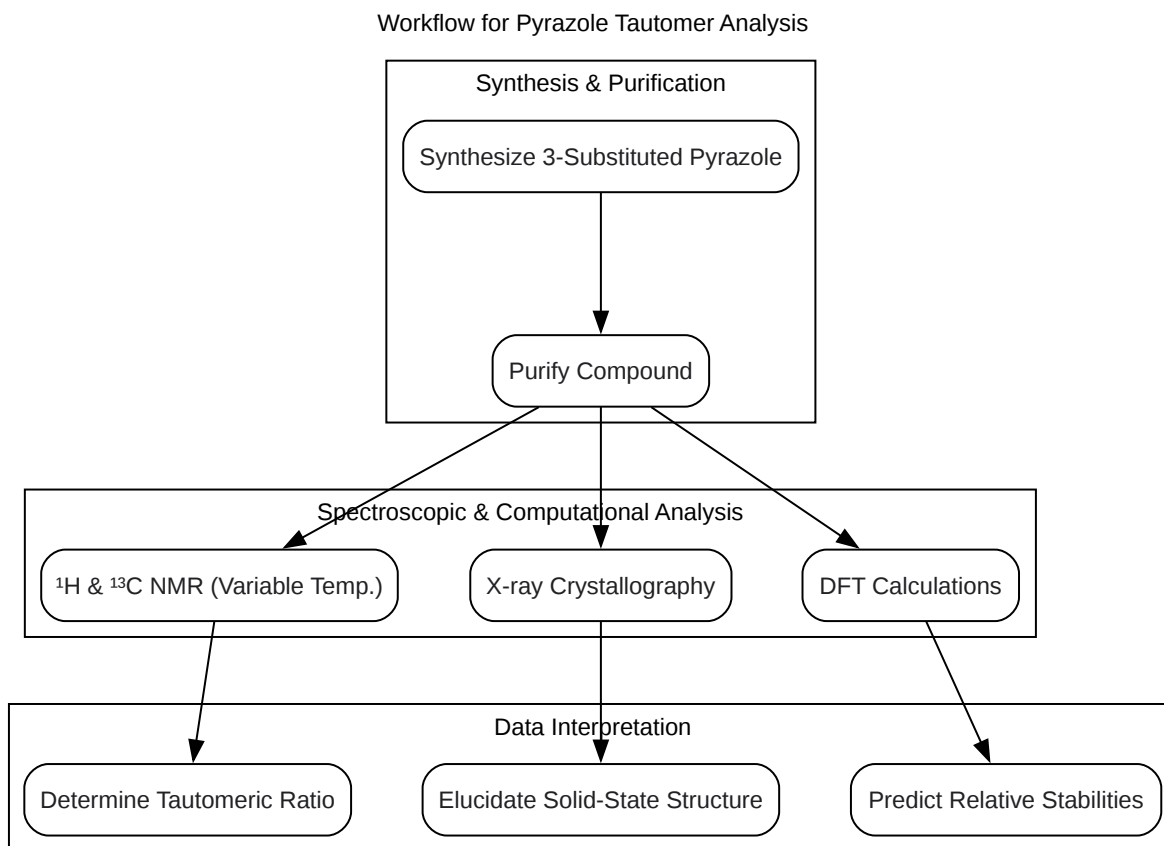 Workflow for Pyrazole Tautomer Analysis
Synthesis & Purification
Synthesize 3-Substituted Pyrazole
Purify Compound
Spectroscopic & Computational Analysis
¹H & ¹³C NMR (Variable Temp.)
X-ray Crystallography
DFT Calculations
Data Interpretation
Determine Tautomeric Ratio
Elucidate Solid-State Structure
Predict Relative Stabilities